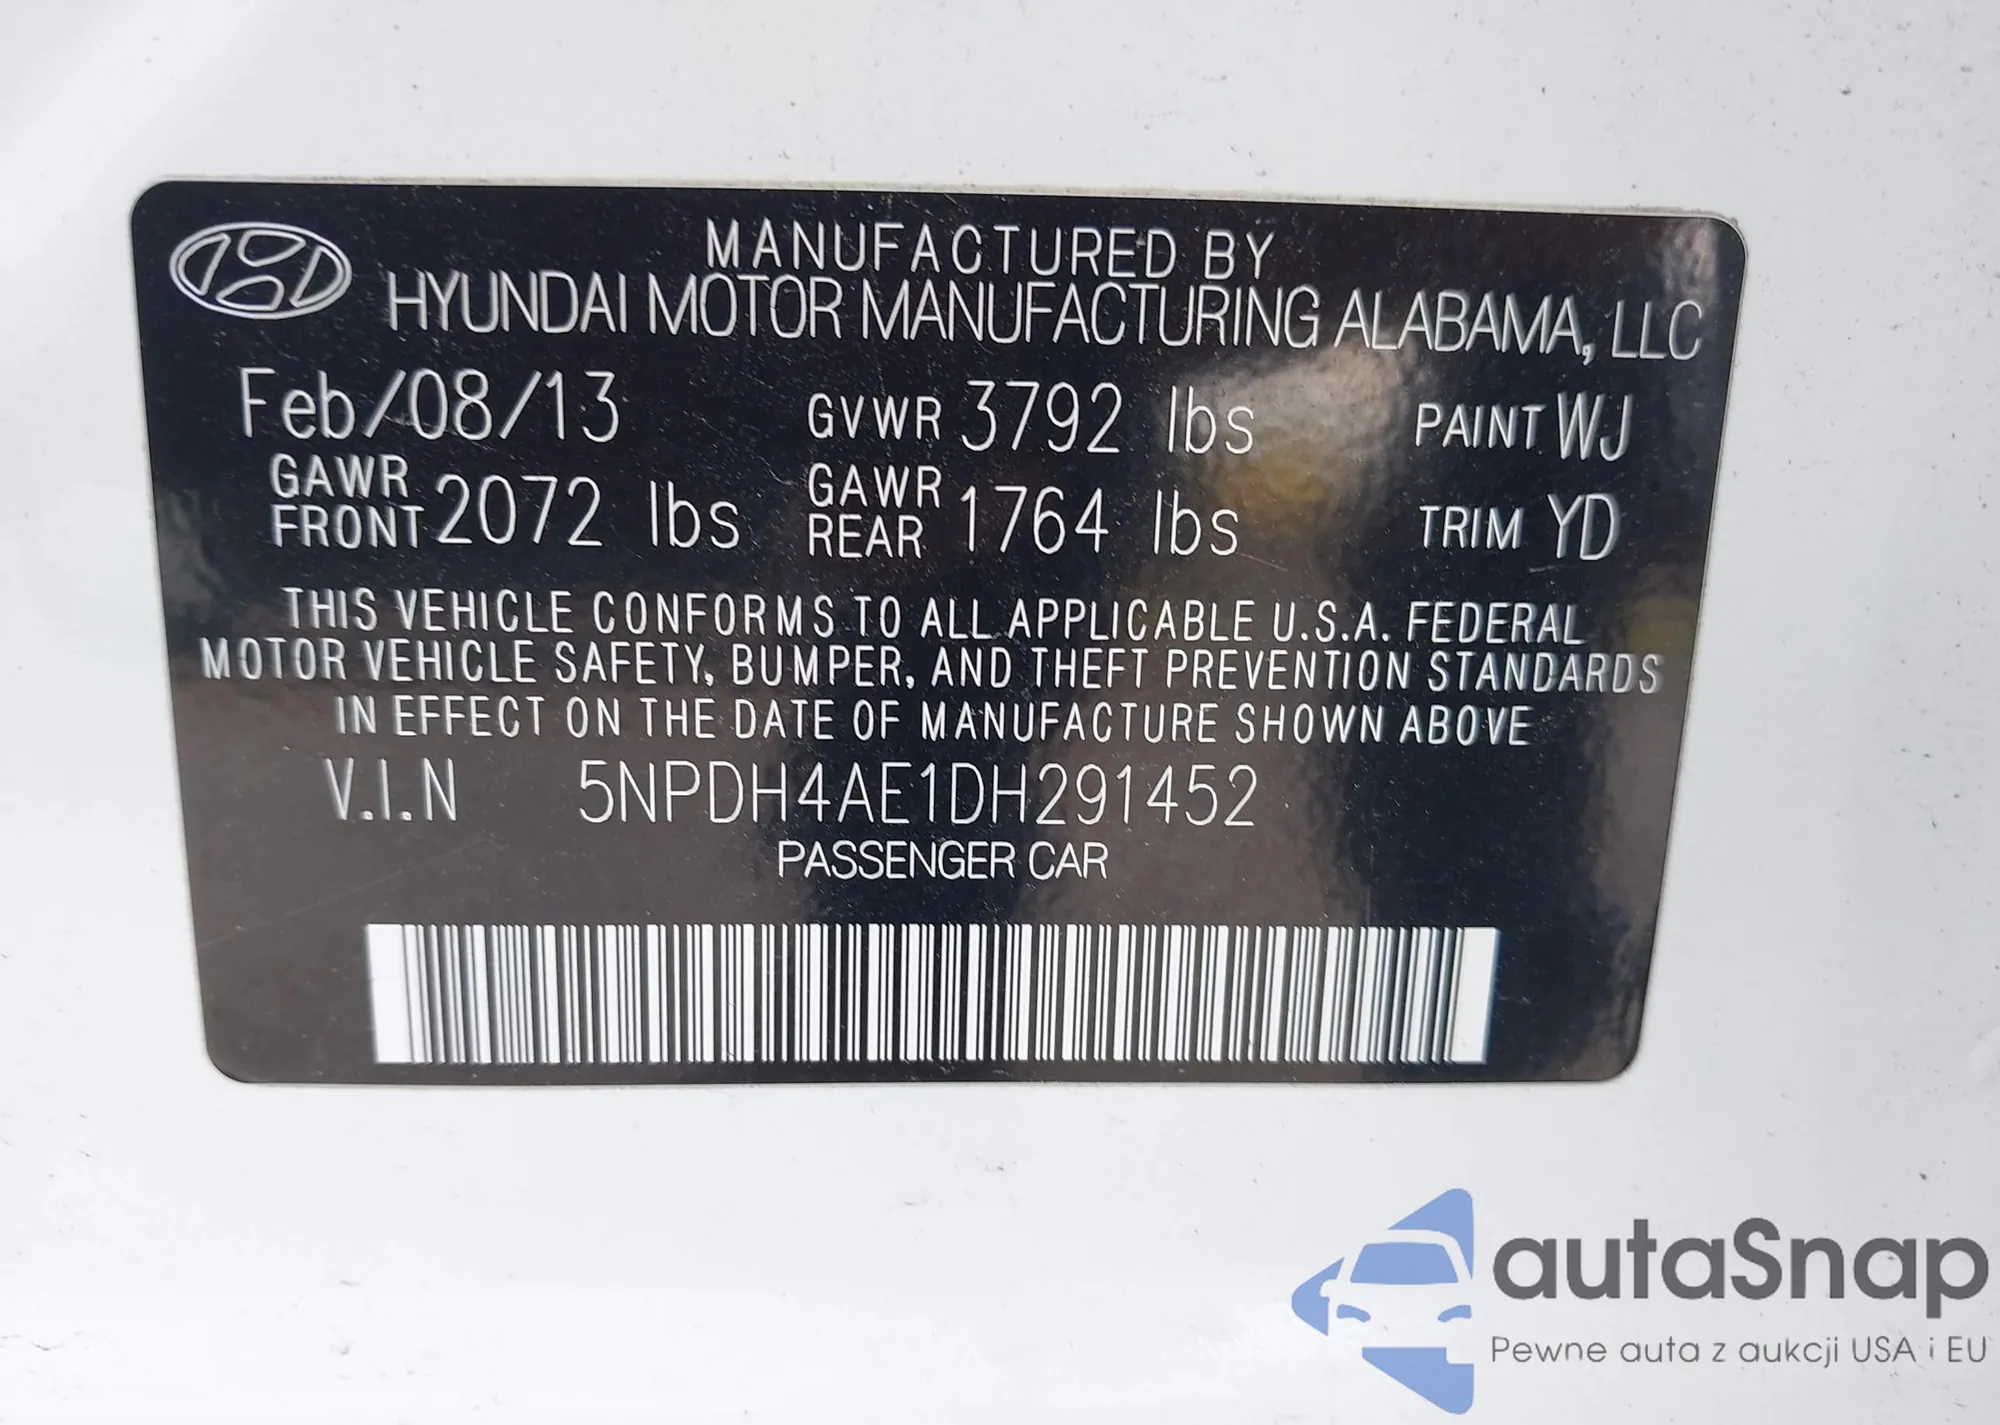 MANUFACTURED BY
HYUNDAI MOTOR MANUFACTURING ALABAMA, LLC
Feb/08/13 GVWR 3792 lbs PAINT WJ
GAWR FRONT 2072 lbs GAWR REAR 1764 lbs TRIM YD
THIS VEHICLE CONFORMS TO ALL APPLICABLE U.S.A. FEDERAL
MOTOR VEHICLE SAFETY, BUMPER, AND THEFT PREVENTION STANDARDS
IN EFFECT ON THE DATE OF MANUFACTURE SHOWN ABOVE
V.I.N 5NPDH4AE1DH291452
PASSENGER CAR
autaSnap
Pewne auta z aukcji USA i EU